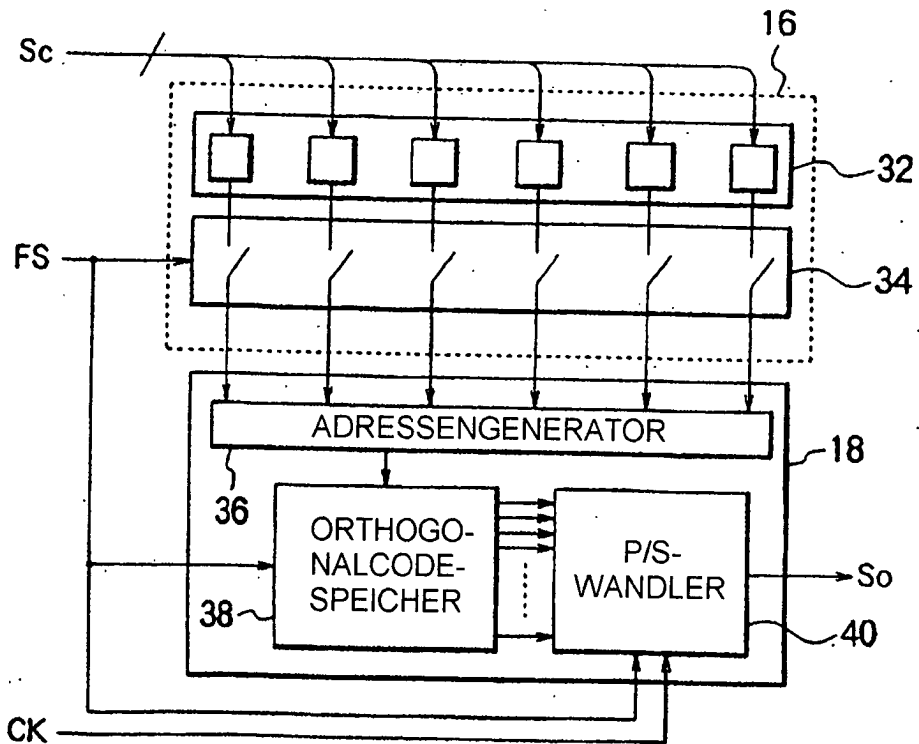 Sc
16
32
FS
34
ADRESSENGENERATOR
18
36
ORTHOGO-
NALCODE-
SPEICHER
P/S-
WANDLER
So
38
40
CK